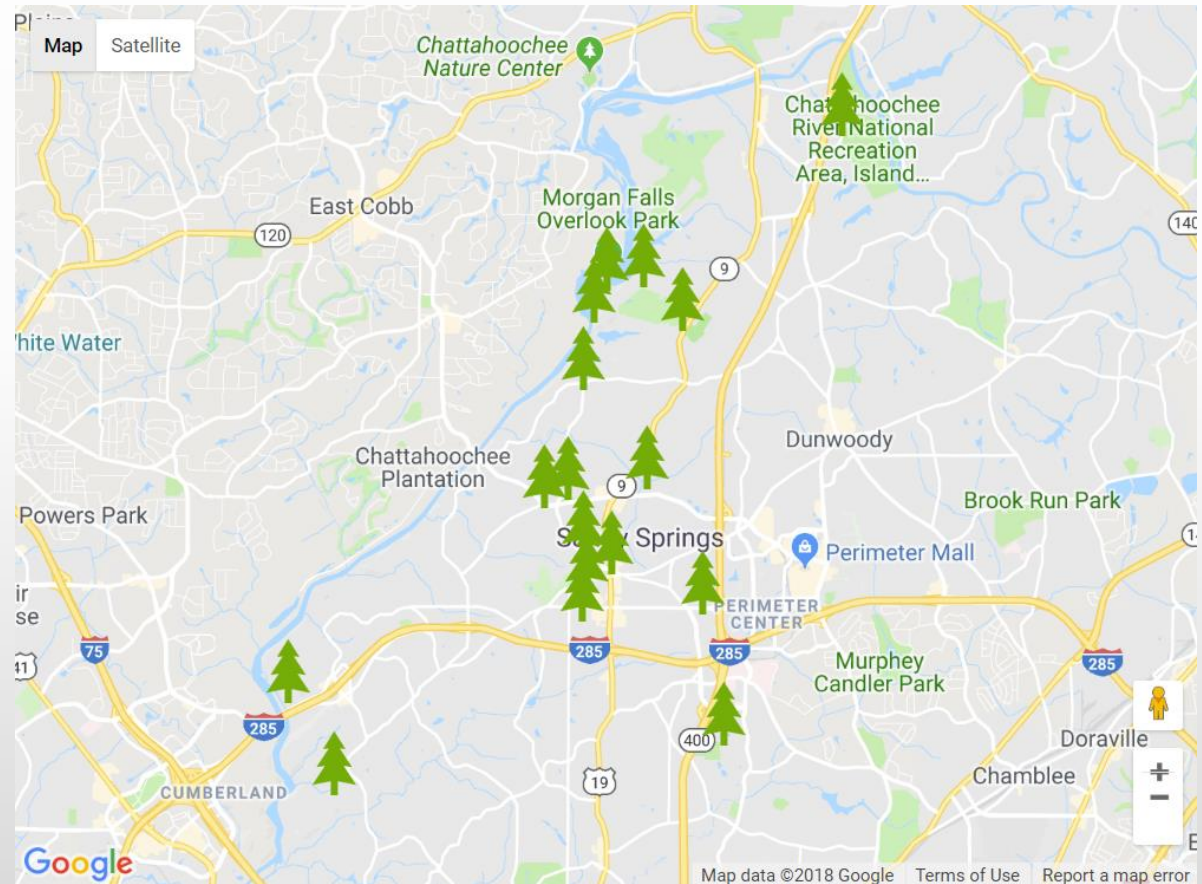 Map
Satellite
Chattahoochee
Nature Center
River National
Recreation
Area, Island...
Morgan Falls
Overlook Park
East Cobb
120
140
9
Chattahoochee
Plantation
Dunwoody
9
Brook Run Park
Powers Park
Springs
Perimeter Mall
PERIMETER
CENTER
75
285
285
285
41
Murphey
Candler Park
285
400
Doraville
19
Chamblee
CUMBERLAND
+
−
Google
Map data ©2018 Google
Terms of Use
Report a map error